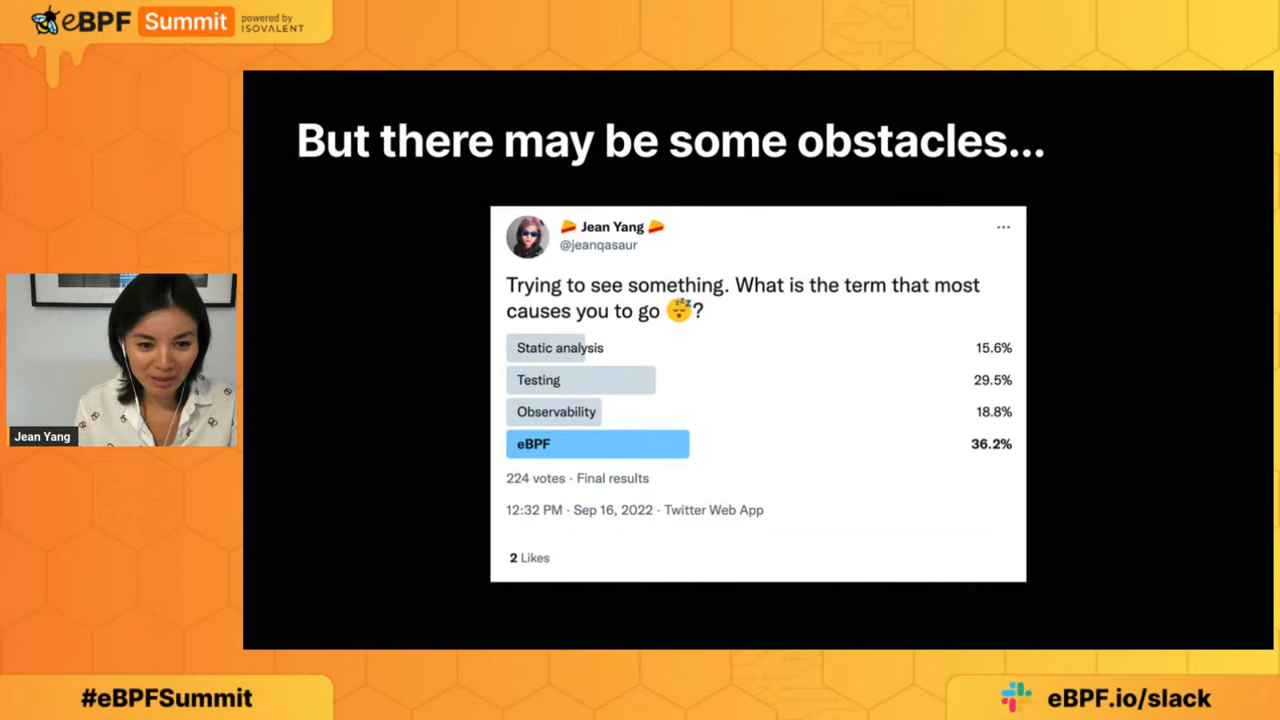 eBPF Summit powered by ISOVALENT
But there may be some obstacles...
Jean Yang
@jeanqasaur
...
Trying to see something. What is the term that most
causes you to go 😴?
Static analysis 15.6%
Testing 29.5%
Observability 18.8%
eBPF 36.2%
224 votes · Final results
12:32 PM · Sep 16, 2022 · Twitter Web App
2 Likes
Jean Yang
#eBPFSummit
eBPF.io/slack